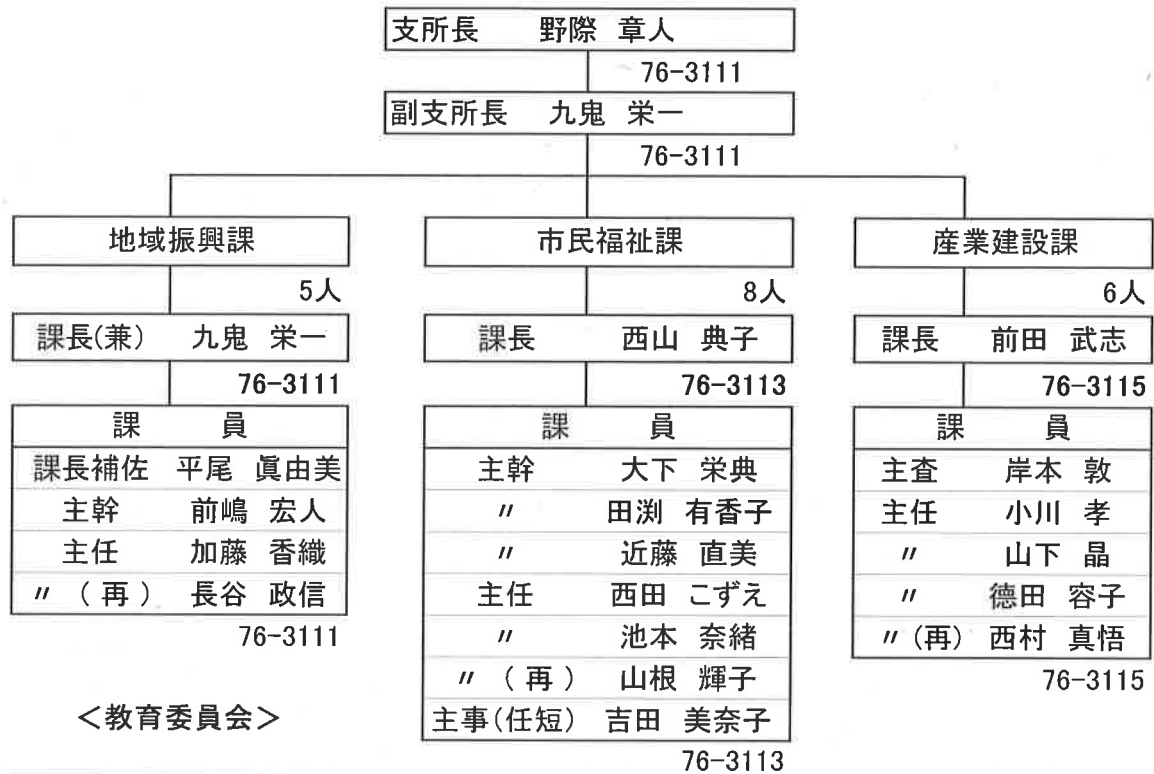 支所長 野際 章人
76-3111
副支所長 九鬼 栄一
76-3111
地域振興課
5人
課長(兼) 九鬼 栄一
76-3111
課 員
課長補佐 平尾 眞由美
主幹 前嶋 宏人
主任 加藤 香織
〃 (再) 長谷 政信
76-3111
市民福祉課
8人
課長 西山 典子
76-3113
課 員
主幹 大下 栄典
〃 田渕 有香子
〃 近藤 直美
主任 西田 こずえ
〃 池本 奈緒
〃 (再) 山根 輝子
主事(任短) 吉田 美奈子
76-3113
産業建設課
6人
課長 前田 武志
76-3115
課 員
主査 岸本 敦
主任 小川 孝
〃 山下 晶
〃 德田 容子
〃(再) 西村 真悟
76-3115
＜教育委員会＞